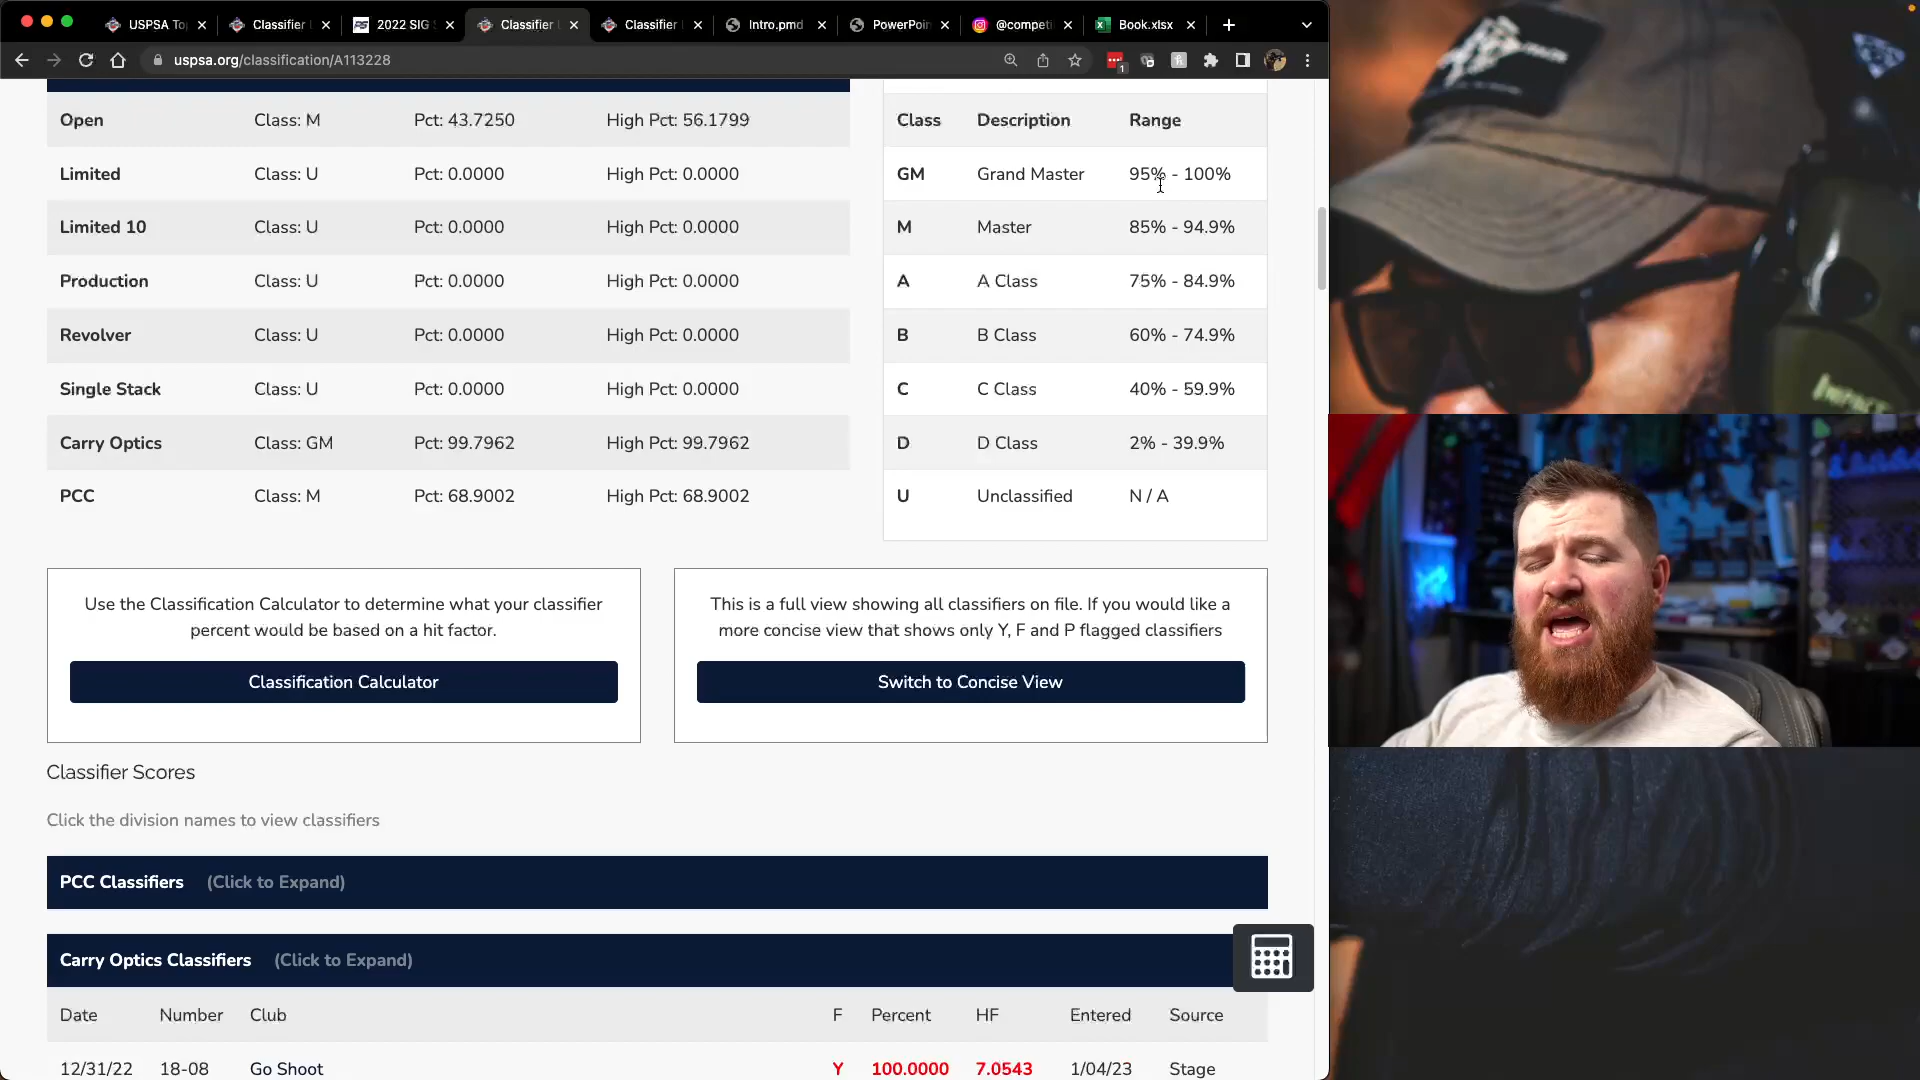 USPSA To
Classifier
2022 SIG
Classifier
Classifier
Intro.pmd
PowerPoin
@competi
Book.xlsx
uspsa.org/classification/A113228
1
Open Class: M Pct: 43.7250 High Pct: 56.1799
Limited Class: U Pct: 0.0000 High Pct: 0.0000
Limited 10 Class: U Pct: 0.0000 High Pct: 0.0000
Production Class: U Pct: 0.0000 High Pct: 0.0000
Revolver Class: U Pct: 0.0000 High Pct: 0.0000
Single Stack Class: U Pct: 0.0000 High Pct: 0.0000
Carry Optics Class: GM Pct: 99.7962 High Pct: 99.7962
PCC Class: M Pct: 68.9002 High Pct: 68.9002
Class Description Range
GM Grand Master 95% - 100%
M Master 85% - 94.9%
A A Class 75% - 84.9%
B B Class 60% - 74.9%
C C Class 40% - 59.9%
D D Class 2% - 39.9%
U Unclassified N / A
Use the Classification Calculator to determine what your classifier
percent would be based on a hit factor.
Classification Calculator
This is a full view showing all classifiers on file. If you would like a
more concise view that shows only Y, F and P flagged classifiers
Switch to Concise View
Classifier Scores
Click the division names to view classifiers
PCC Classifiers (Click to Expand)
Carry Optics Classifiers (Click to Expand)
Date Number Club F Percent HF Entered Source
12/31/22 18-08 Go Shoot Y 100.0000 7.0543 1/04/23 Stage